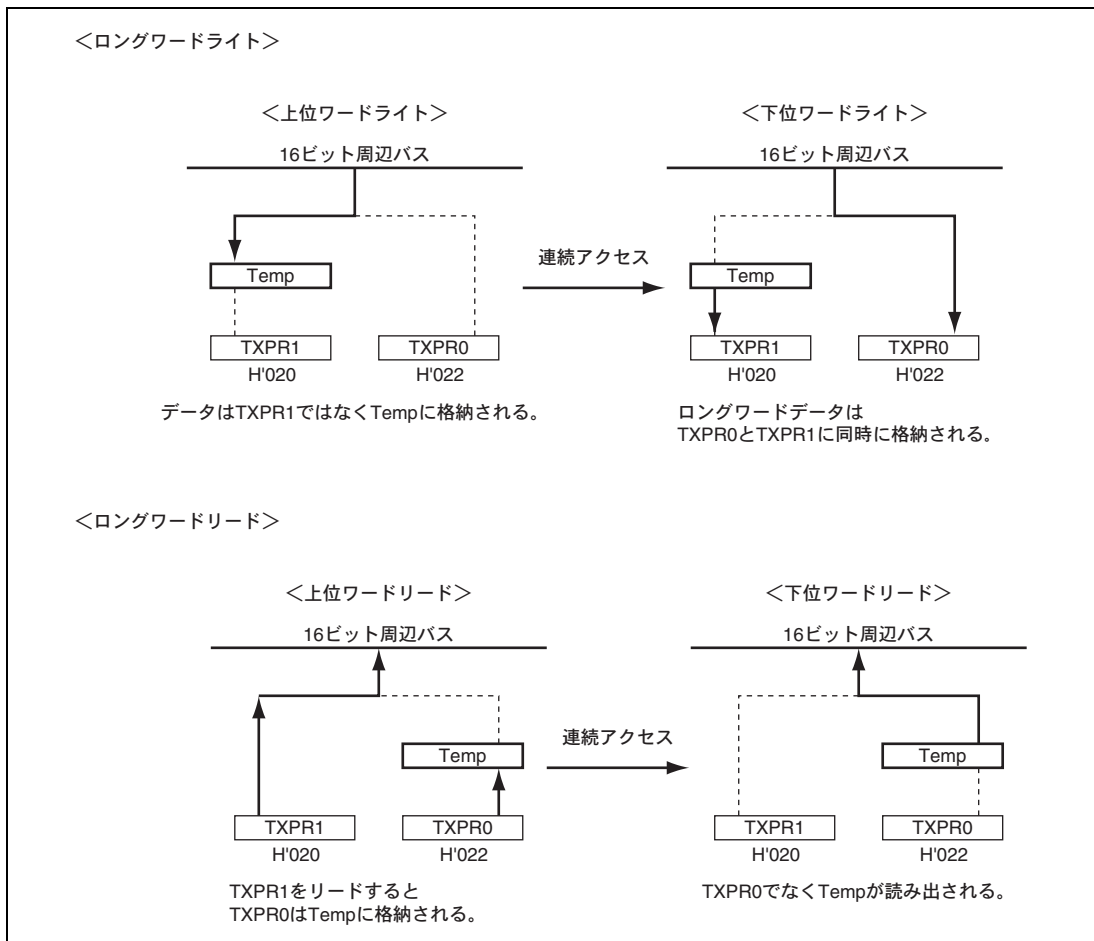 ＜ロングワードライト＞
＜上位ワードライト＞
＜下位ワードライト＞
16ビット周辺バス
16ビット周辺バス
連続アクセス
Temp
Temp
TXPR1
TXPR0
TXPR1
TXPR0
H'020
H'022
H'020
H'022
データはTXPR1ではなくTempに格納される。
ロングワードデータは
TXPR0とTXPR1に同時に格納される。
＜ロングワードリード＞
＜上位ワードリード＞
＜下位ワードリード＞
16ビット周辺バス
16ビット周辺バス
連続アクセス
Temp
Temp
TXPR1
TXPR0
TXPR1
TXPR0
H'020
H'022
H'020
H'022
TXPR1をリードすると
TXPR0はTempに格納される。
TXPR0でなくTempが読み出される。